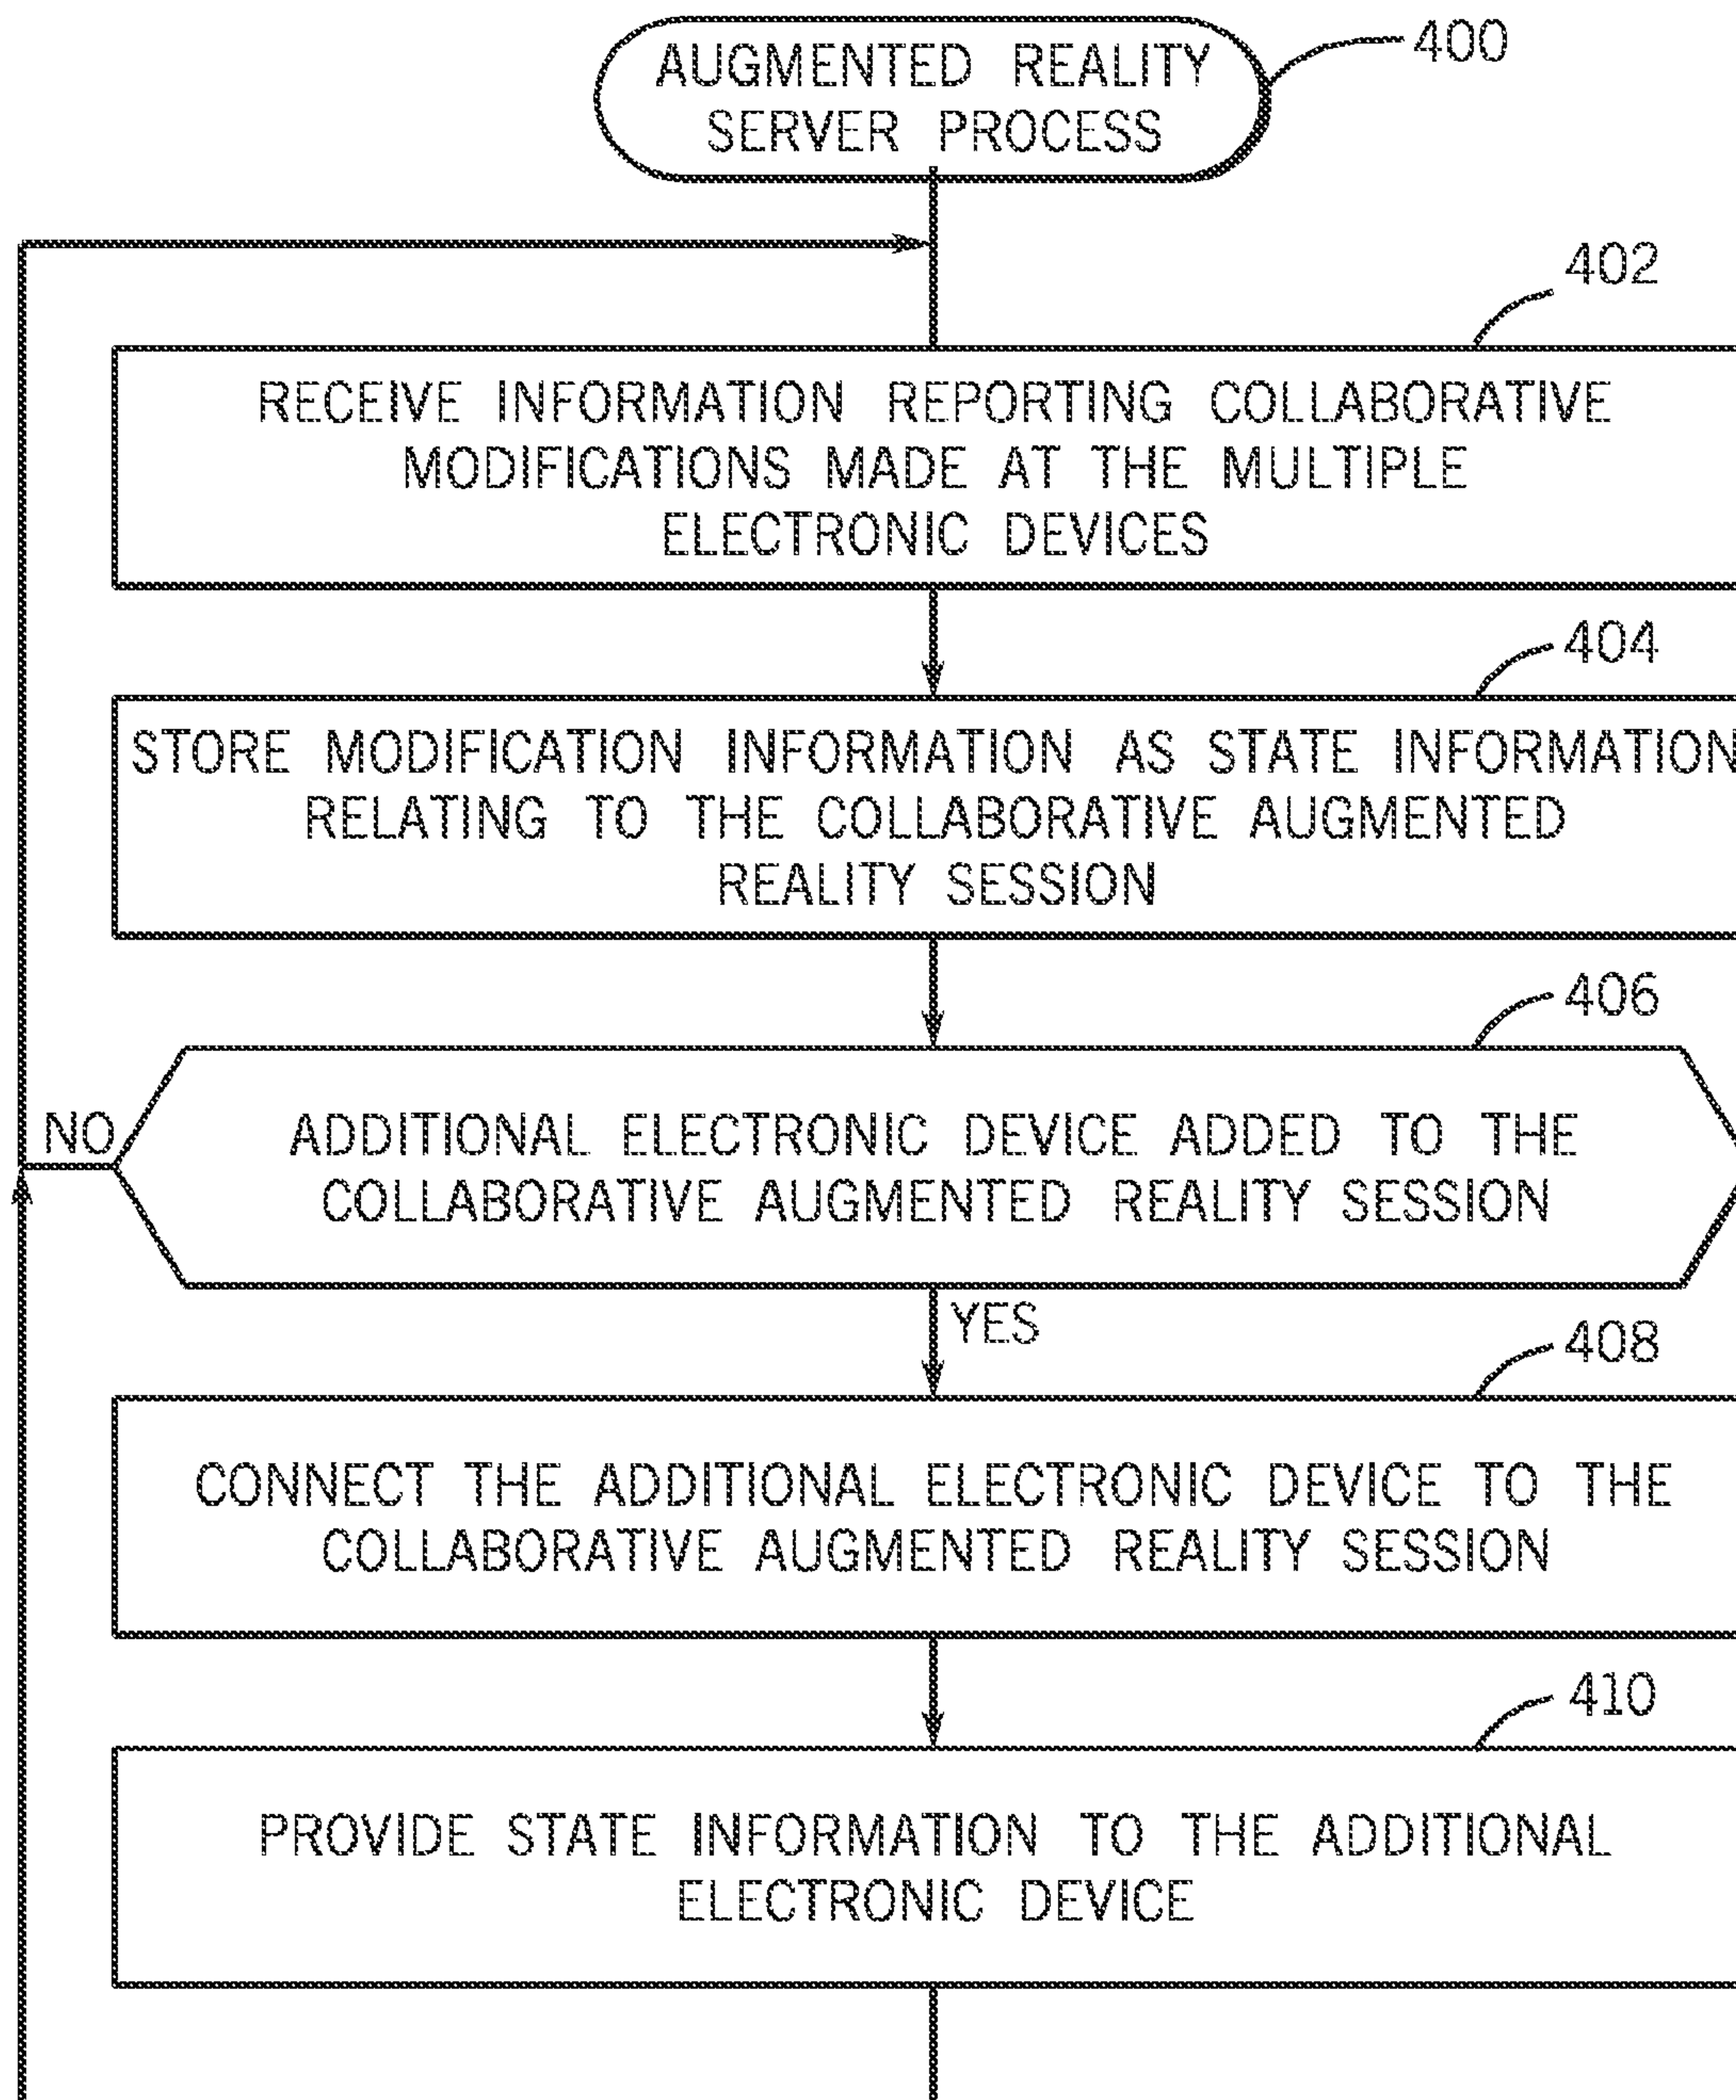 AUGMENTED REALITY
SERVER PROCESS
400
402
RECEIVE INFORMATION REPORTING COLLABORATIVE
MODIFICATIONS MADE AT THE MULTIPLE
ELECTRONIC DEVICES
404
STORE MODIFICATION INFORMATION AS STATE INFORMATION
RELATING TO THE COLLABORATIVE AUGMENTED
REALITY SESSION
406
NO
ADDITIONAL ELECTRONIC DEVICE ADDED TO THE
COLLABORATIVE AUGMENTED REALITY SESSION
YES
408
CONNECT THE ADDITIONAL ELECTRONIC DEVICE TO THE
COLLABORATIVE AUGMENTED REALITY SESSION
410
PROVIDE STATE INFORMATION TO THE ADDITIONAL
ELECTRONIC DEVICE